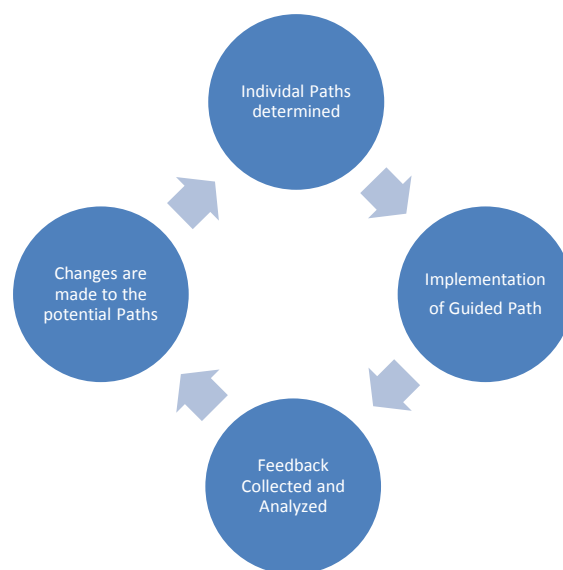 Individal Paths
determined
Implementation
of Guided Path
Feedback
Collected and
Analyzed
Changes are
made to the
potential Paths